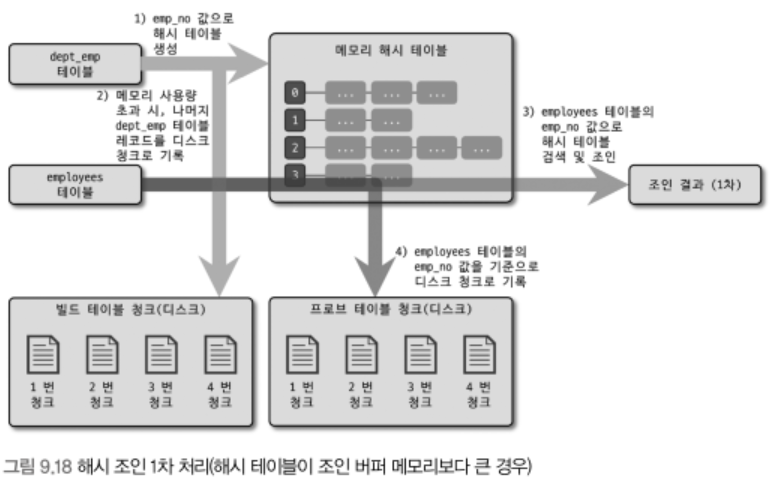 1) emp_no 값으로
해시 테이블
생성
dept_emp
테이블
메모리 해시 테이블
2) 메모리 사용량
초과 시, 나머지
dept_emp 테이블
레코드를 디스크
청크로 기록
0 ... ... ...
1 ... ...
2 ... ... ... ...
3 ... ...
3) employees 테이블의
emp_no 값으로
해시 테이블
검색 및 조인
employees
테이블
조인 결과 (1차)
4) employees 테이블의
emp_no 값을 기준으로
디스크 청크로 기록
빌드 테이블 청크(디스크)
1 번 2 번 3 번 4 번
청크 청크 청크 청크
프로브 테이블 청크(디스크)
1 번 2 번 3 번 4 번
청크 청크 청크 청크
그림 9.18 해시 조인 1차 처리(해시 테이블이 조인 버퍼 메모리보다 큰 경우)